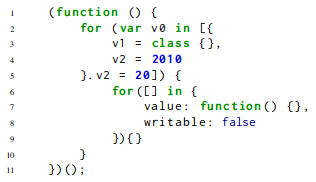 1 (function () {
2 for (var v0 in [{
3 v1 = class {},
4 v2 = 2010
5 }.v2 = 20]) {
6 for([] in {
7 value: function() {},
8 writable: false
9 }){}
10 }
11 })();